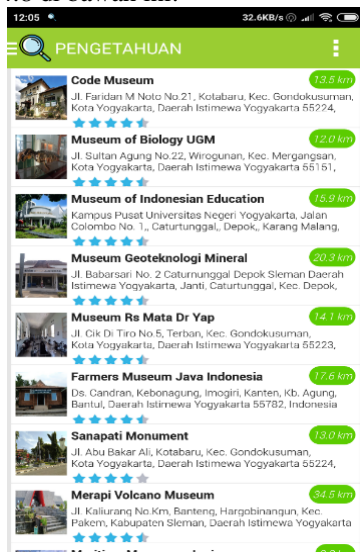 12:05
32.6KB/s
PENGETAHUAN
Code Museum
13.5 km
Jl. Faridan M Noto No.21, Kotabaru, Kec. Gondokusuman,
Kota Yogyakarta, Daerah Istimewa Yogyakarta 55224,
Museum of Biology UGM
12.0 km
Jl. Sultan Agung No.22, Wirogunan, Kec. Mergangsan,
Kota Yogyakarta, Daerah Istimewa Yogyakarta 55151,
Museum of Indonesian Education
15.9 km
Kampus Pusat Universitas Negeri Yogyakarta, Jalan
Colombo No. 1,, Caturtunggal,, Depok,, Karang Malang,
Museum Geoteknologi Mineral
20.3 km
Jl. Babarsari No. 2 Caturnunggal Depok Sleman Daerah
Istimewa Yogyakarta, Janti, Caturtunggal, Kec. Depok,
Museum Rs Mata Dr Yap
14.1 km
Jl. Cik Di Tiro No.5, Terban, Kec. Gondokusuman,
Kota Yogyakarta, Daerah Istimewa Yogyakarta 55223,
Farmers Museum Java Indonesia
17.6 km
Ds. Candran, Kebonagung, Imogiri, Kanten, Kb. Agung,
Bantul, Daerah Istimewa Yogyakarta 55782, Indonesia
Sanapati Monument
13.0 km
Jl. Abu Bakar Ali, Kotabaru, Kec. Gondokusuman,
Kota Yogyakarta, Daerah Istimewa Yogyakarta 55224,
Merapi Volcano Museum
34.5 km
Jl. Kaliurang No.Km, Banteng, Hargobinangun, Kec.
Pakem, Kabupaten Sleman, Daerah Istimewa Yogyakarta